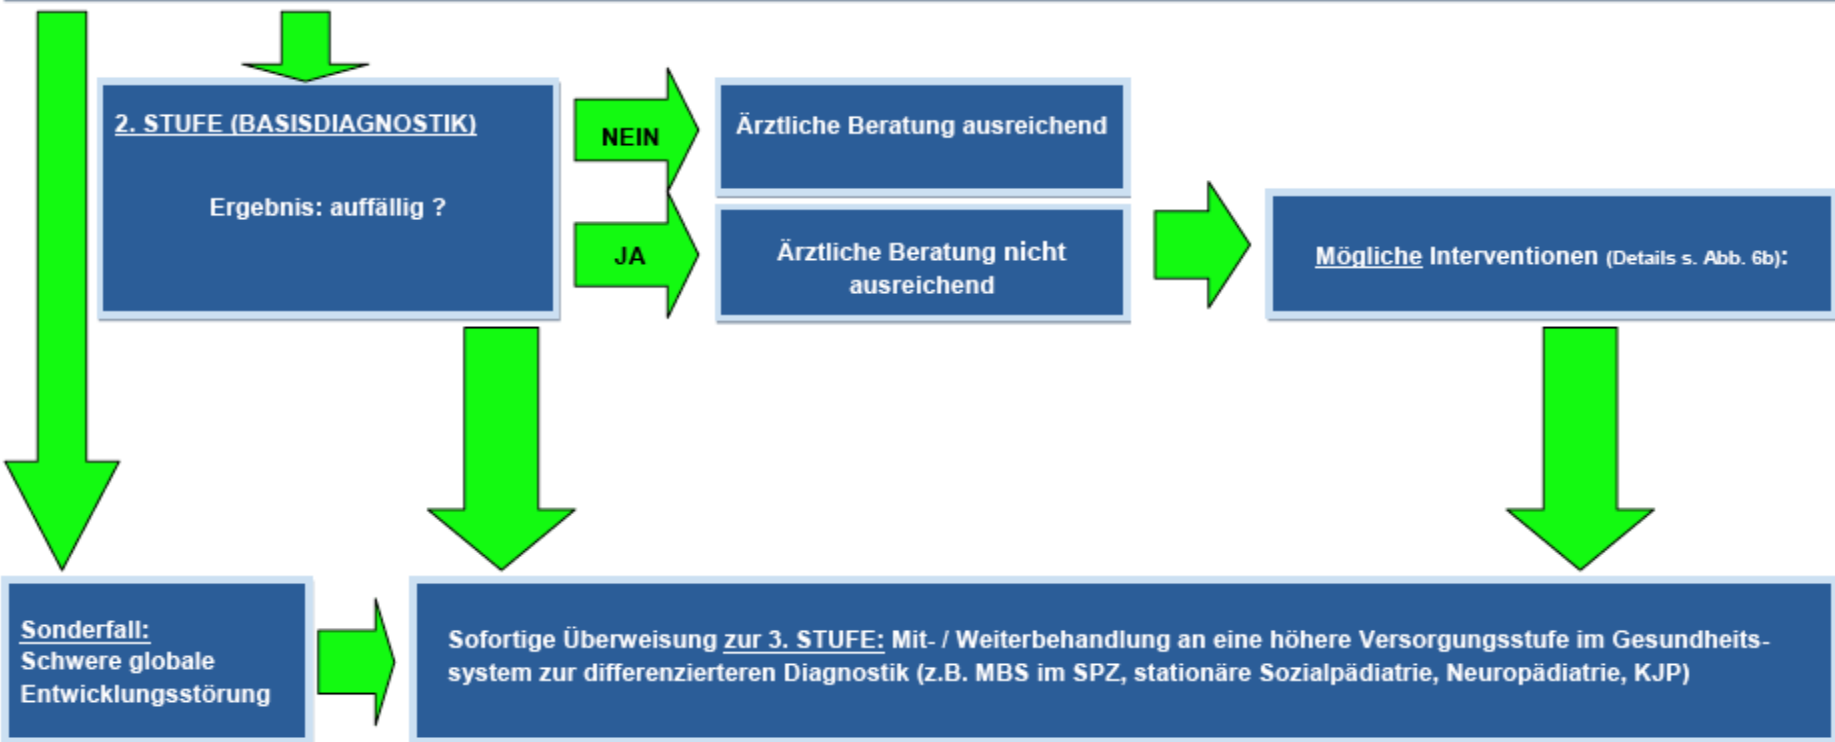 2. STUFE (BASISDIAGNOSTIK)
Ergebnis: auffällig ?
NEIN
Ärztliche Beratung ausreichend
JA
Ärztliche Beratung nicht
ausreichend
Mögliche Interventionen (Details s. Abb. 6b):
Sonderfall:
Schwere globale
Entwicklungsstörung
Sofortige Überweisung zur 3. STUFE: Mit- / Weiterbehandlung an eine höhere Versorgungsstufe im Gesundheits-
system zur differenzierteren Diagnostik (z.B. MBS im SPZ, stationäre Sozialpädiatrie, Neuropädiatrie, KJP)